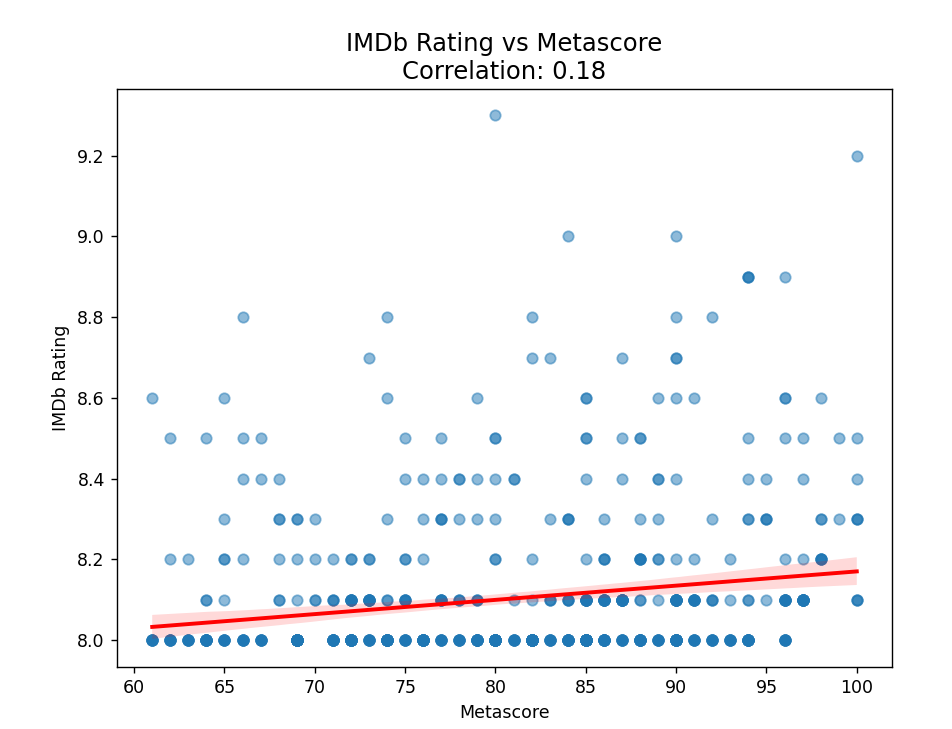 IMDb Rating vs Metascore
Correlation: 0.18
9.2
9.0
8.8
8.6
8.4
8.2
8.0
IMDb Rating
60 65 70 75 80 85 90 95 100
Metascore